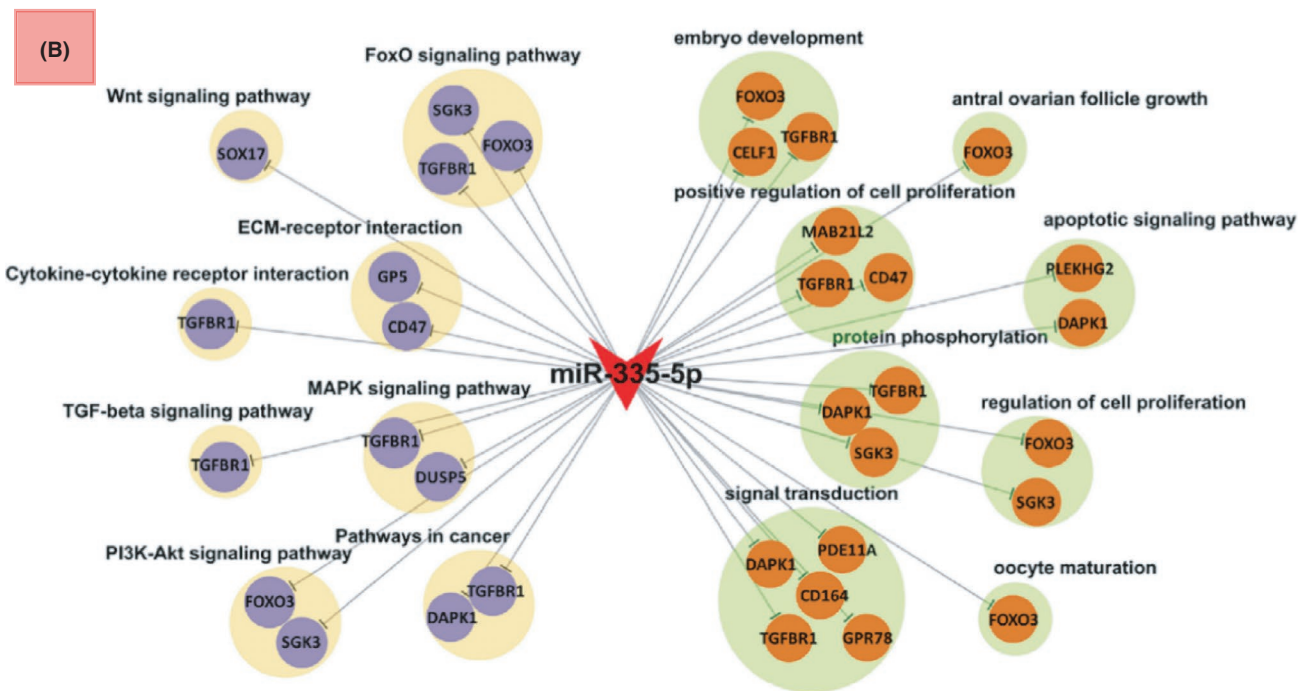 (B)
Wnt signaling pathway
SOX17
FoxO signaling pathway
SGK3
FOXO3
TGFBR1
ECM-receptor interaction
GP5
CD47
Cytokine-cytokine receptor interaction
TGFBR1
MAPK signaling pathway
TGFBR1
DUSP5
TGF-beta signaling pathway
TGFBR1
PI3K-Akt signaling pathway
FOXO3
SGK3
Pathways in cancer
TGFBR1
DAPK1
miR-335-5p
embryo development
FOXO3
TGFBR1
CELF1
antral ovarian follicle growth
FOXO3
positive regulation of cell proliferation
MAB21L2
TGFBR1
CD47
apoptotic signaling pathway
PLEKHG2
DAPK1
protein phosphorylation
TGFBR1
DAPK1
SGK3
regulation of cell proliferation
FOXO3
SGK3
signal transduction
PDE11A
DAPK1
CD164
TGFBR1
GPR78
oocyte maturation
FOXO3